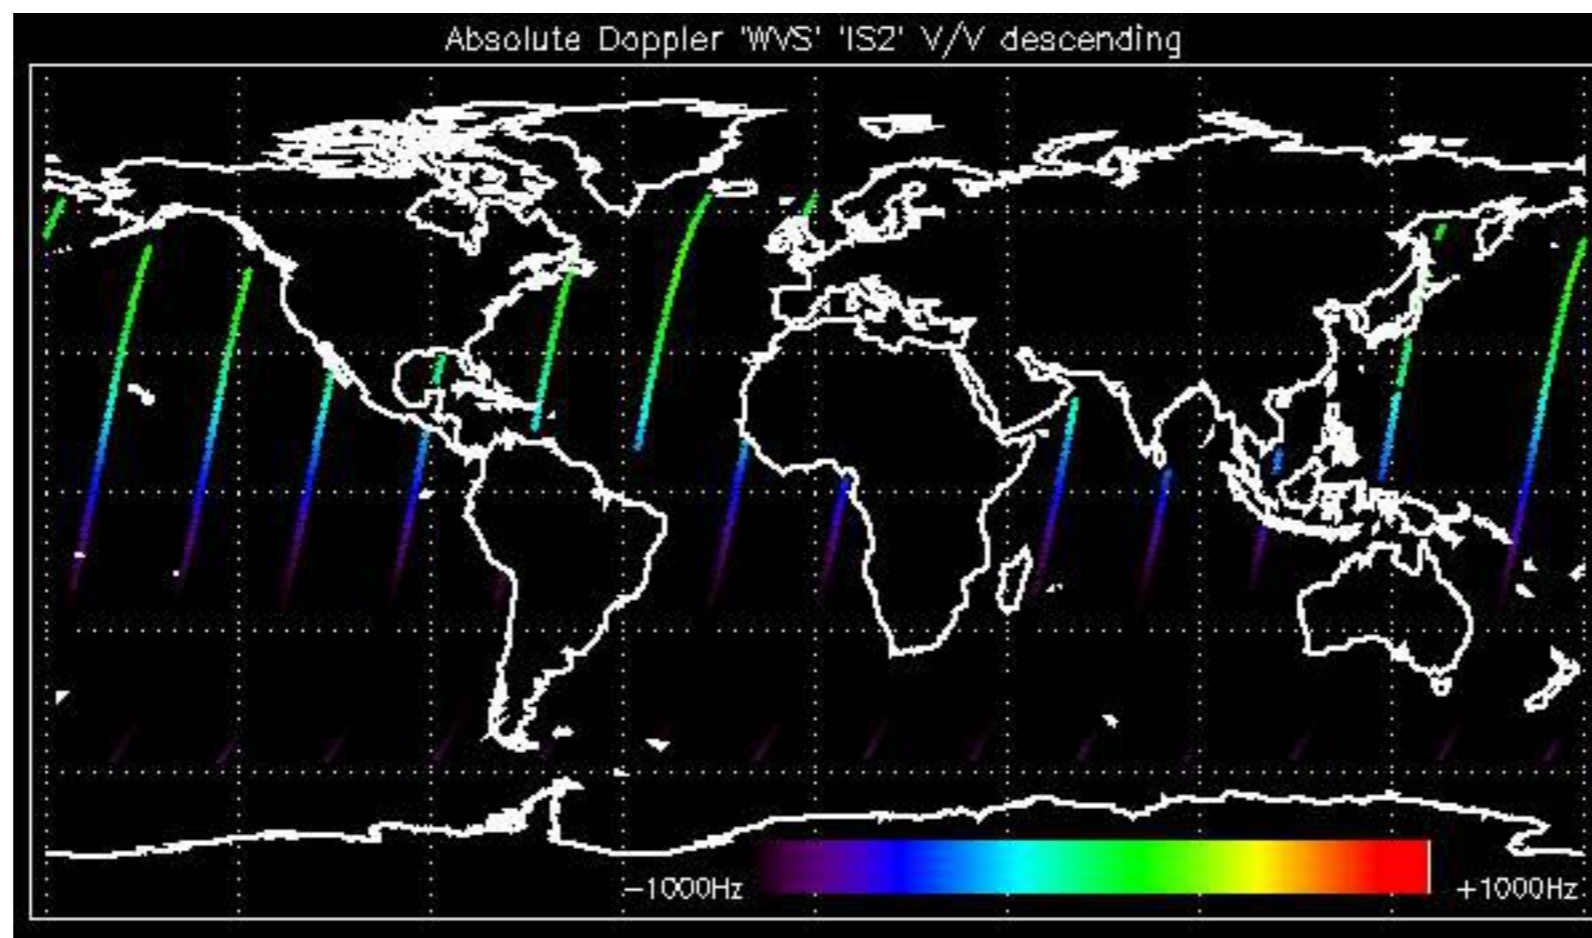 Absolute Doppler 'WVS' 'IS2' V/V descending
−1000Hz
+1000Hz